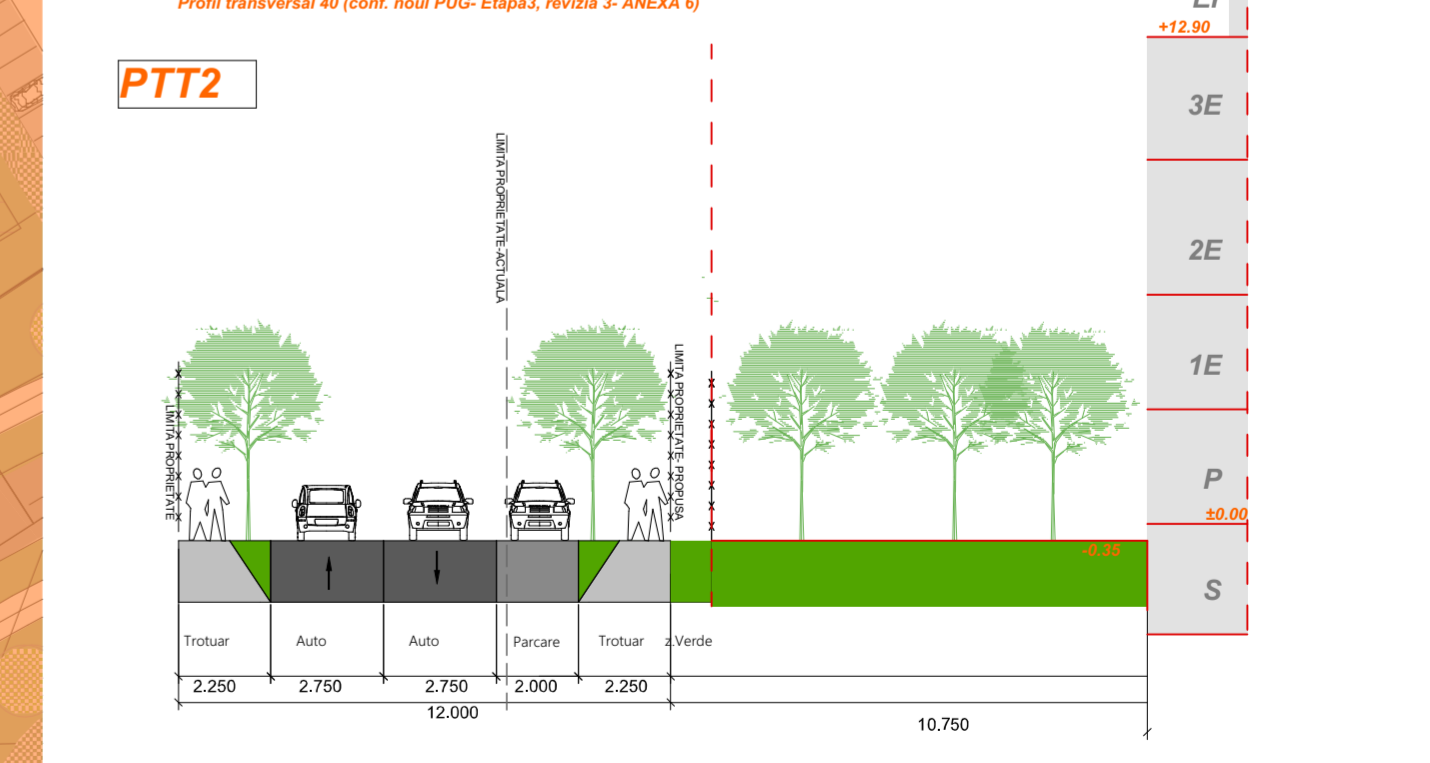 Profil transversal 40 (conf. noul PUG- Etapa3, revizia 3- ANEXA 6)
+12.90
PTT2
3E
2E
1E
P
±0.00
-0.35
S
LIMITA PROPRIETATE-ACTUALA
LIMITA PROPRIETATE
LIMITA PROPRIETATE- PROPUSA
Trotuar
Auto
Auto
Parcare
Trotuar
z.Verde
2.250
2.750
2.750
2.000
2.250
12.000
10.750